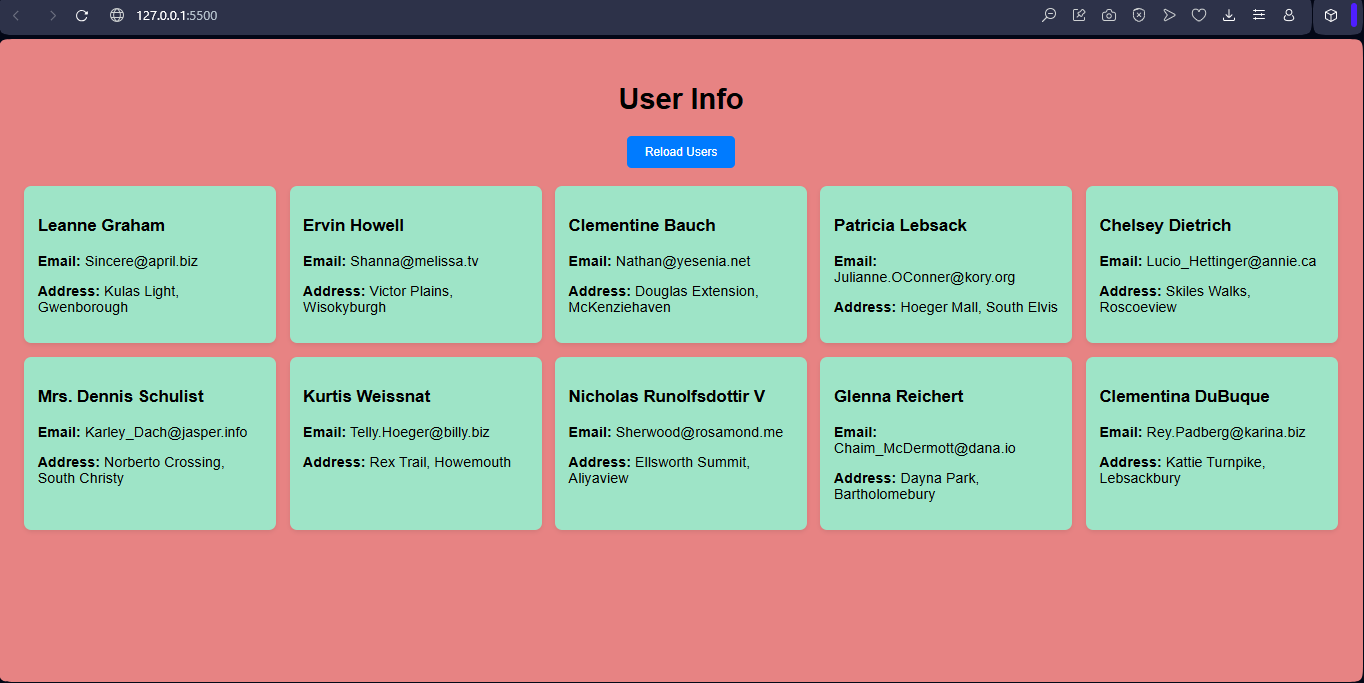 127.0.0.1:5500
User Info
Reload Users
Leanne Graham
Email: Sincere@april.biz
Address: Kulas Light,
Gwenborough
Ervin Howell
Email: Shanna@melissa.tv
Address: Victor Plains,
Wisokyburgh
Clementine Bauch
Email: Nathan@yesenia.net
Address: Douglas Extension,
McKenziehaven
Patricia Lebsack
Email:
Julianne.OConner@kory.org
Address: Hoeger Mall, South Elvis
Chelsey Dietrich
Email: Lucio_Hettinger@annie.ca
Address: Skiles Walks,
Roscoeview
Mrs. Dennis Schulist
Email: Karley_Dach@jasper.info
Address: Norberto Crossing,
South Christy
Kurtis Weissnat
Email: Telly.Hoeger@billy.biz
Address: Rex Trail, Howemouth
Nicholas Runolfsdottir V
Email: Sherwood@rosamond.me
Address: Ellsworth Summit,
Aliyaview
Glenna Reichert
Email:
Chaim_McDermott@dana.io
Address: Dayna Park,
Bartholomebury
Clementina DuBuque
Email: Rey.Padberg@karina.biz
Address: Kattie Turnpike,
Lebsackbury